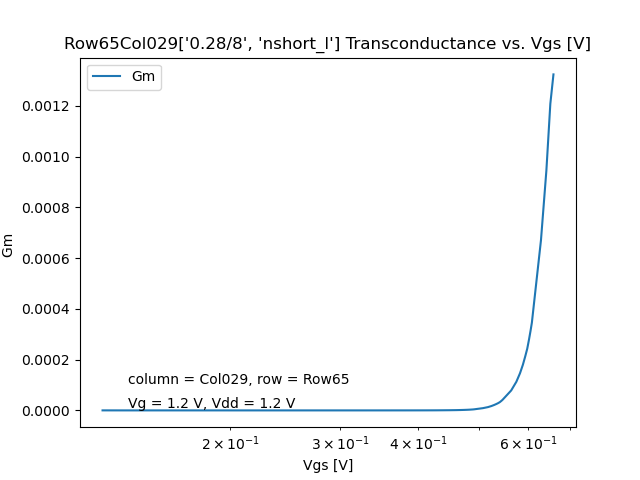 Row65Col029['0.28/8', 'nshort_l'] Transconductance vs. Vgs [V]
Gm
0.0012
0.0010
0.0008
0.0006
0.0004
0.0002
0.0000
Gm
column = Col029, row = Row65
Vg = 1.2 V, Vdd = 1.2 V
2 × 10⁻¹ 3 × 10⁻¹ 4 × 10⁻¹ 6 × 10⁻¹
Vgs [V]